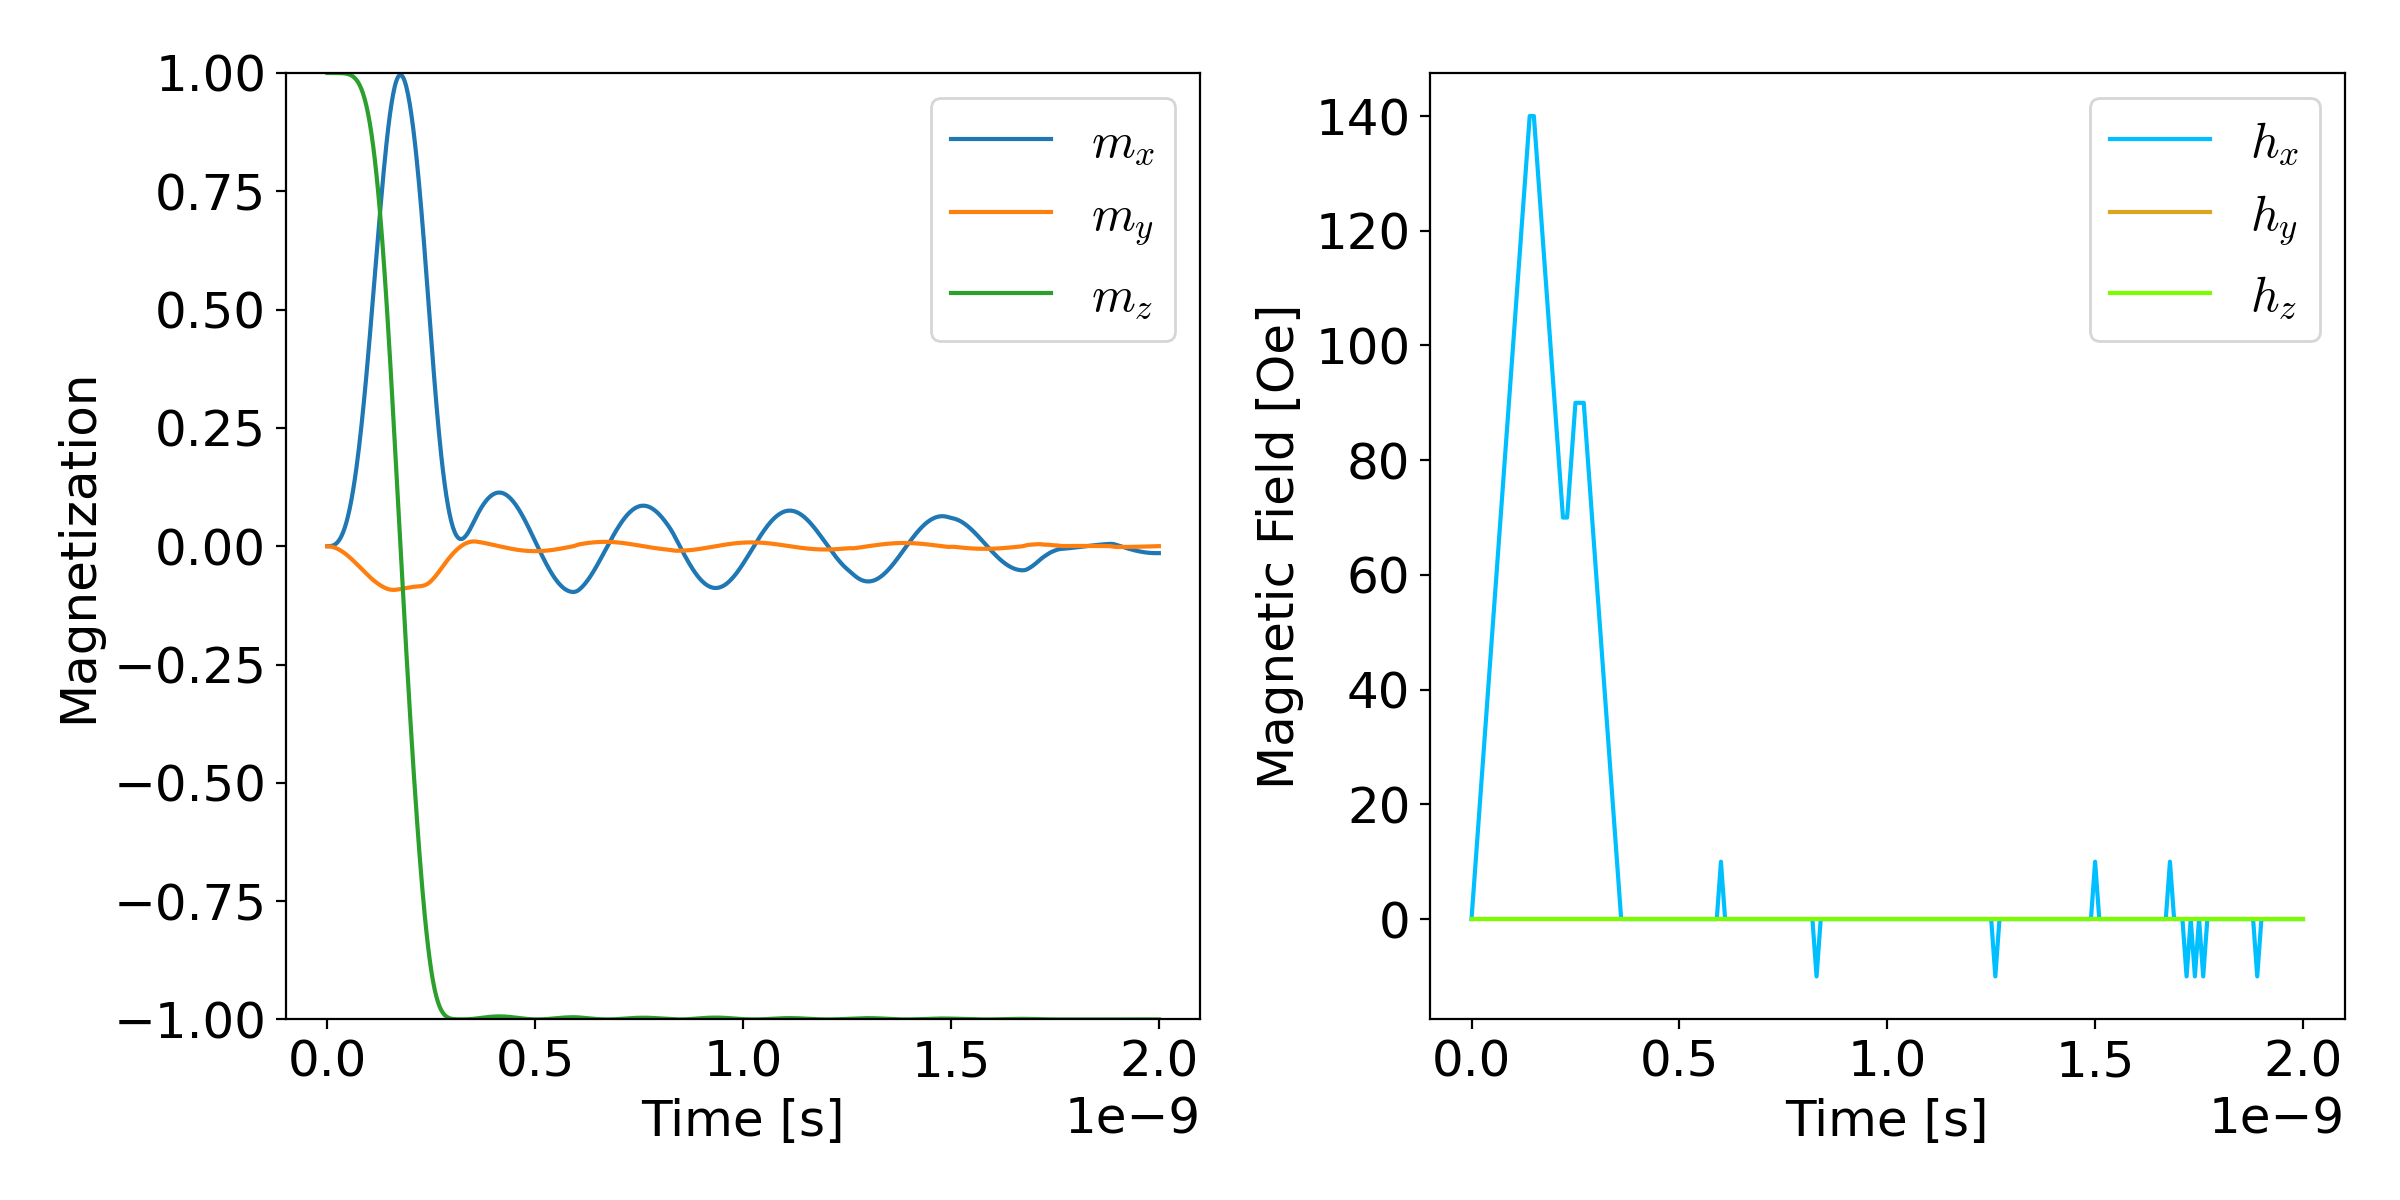 Magnetization
1.00
0.75
0.50
0.25
0.00
−0.25
−0.50
−0.75
−1.00
0.0 0.5 1.0 1.5 2.0
Time [s]
1e−9
m_x
m_y
m_z
Magnetic Field [Oe]
140
120
100
80
60
40
20
0
0.0 0.5 1.0 1.5 2.0
Time [s]
1e−9
h_x
h_y
h_z